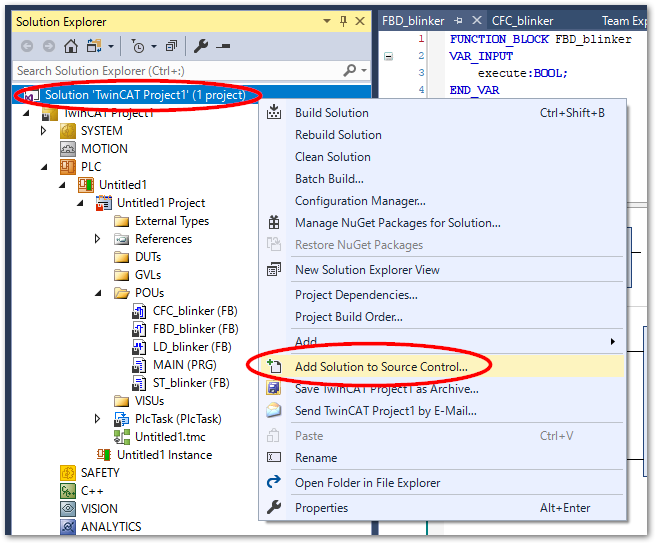 Solution Explorer
Search Solution Explorer (Ctrl+:)
Solution 'TwinCAT Project1' (1 project)
TwinCAT Project1
SYSTEM
MOTION
PLC
Untitled1
Untitled1 Project
External Types
References
DUTs
GVLs
POUs
CFC_blinker (FB)
FBD_blinker (FB)
LD_blinker (FB)
MAIN (PRG)
ST_blinker (FB)
VISUs
PlcTask (PlcTask)
Untitled1.tmc
Untitled1 Instance
SAFETY
C++
VISION
ANALYTICS
FBD_blinker CFC_blinker Team Exp
1 FUNCTION_BLOCK FBD_blinker
2 VAR_INPUT
3 execute:BOOL;
4 END_VAR
Build Solution Ctrl+Shift+B
Rebuild Solution
Clean Solution
Batch Build...
Configuration Manager...
Manage NuGet Packages for Solution...
Restore NuGet Packages
New Solution Explorer View
Project Dependencies...
Project Build Order...
Add
Add Solution to Source Control...
Save TwinCAT Project1 as Archive...
Send TwinCAT Project1 by E-Mail...
Paste Ctrl+V
Rename
Open Folder in File Explorer
Properties Alt+Enter